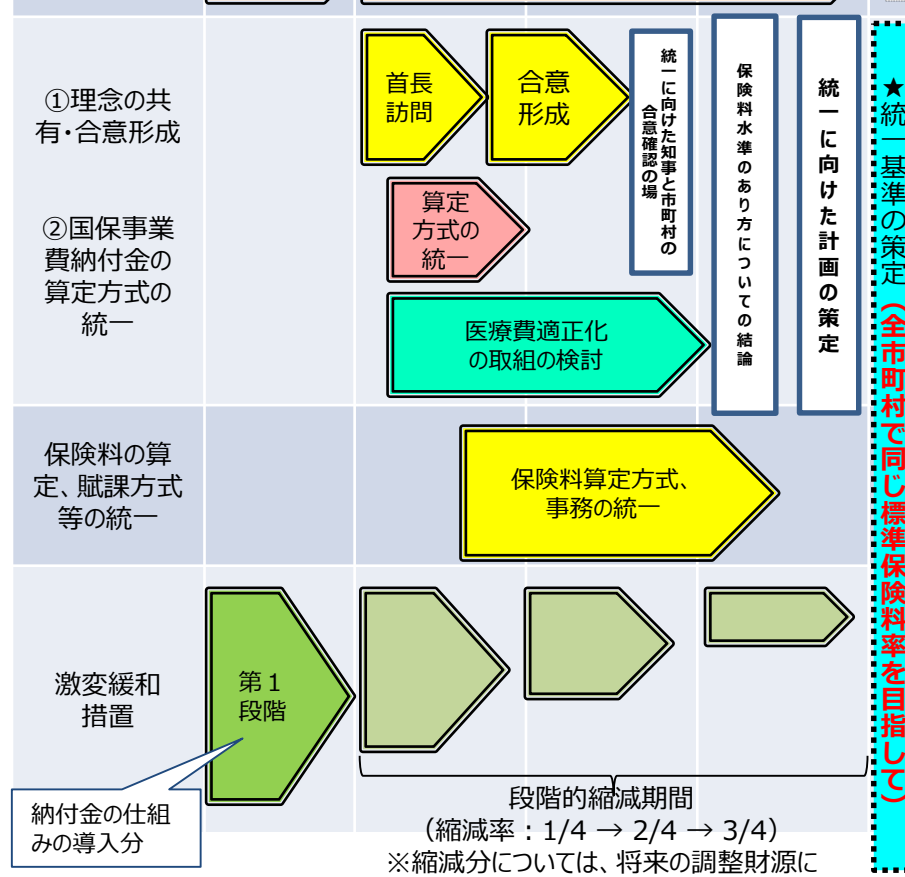 ①理念の共
有・合意形成
首長
訪問
合意
形成
統一に向けた知事と市町村の
合意確認の場
保険料水準のあり方についての結論
統一に向けた計画の策定
★統一基準の策定（全市町村で同じ標準保険料率を目指して）
②国保事業
費納付金の
算定方式の
統一
算定
方式の
統一
医療費適正化
の取組の検討
保険料の算
定、賦課方式
等の統一
保険料算定方式、
事務の統一
激変緩和
措置
第１
段階
納付金の仕組
みの導入分
段階的縮減期間
（縮減率：1/4 → 2/4 → 3/4）
※縮減分については、将来の調整財源に